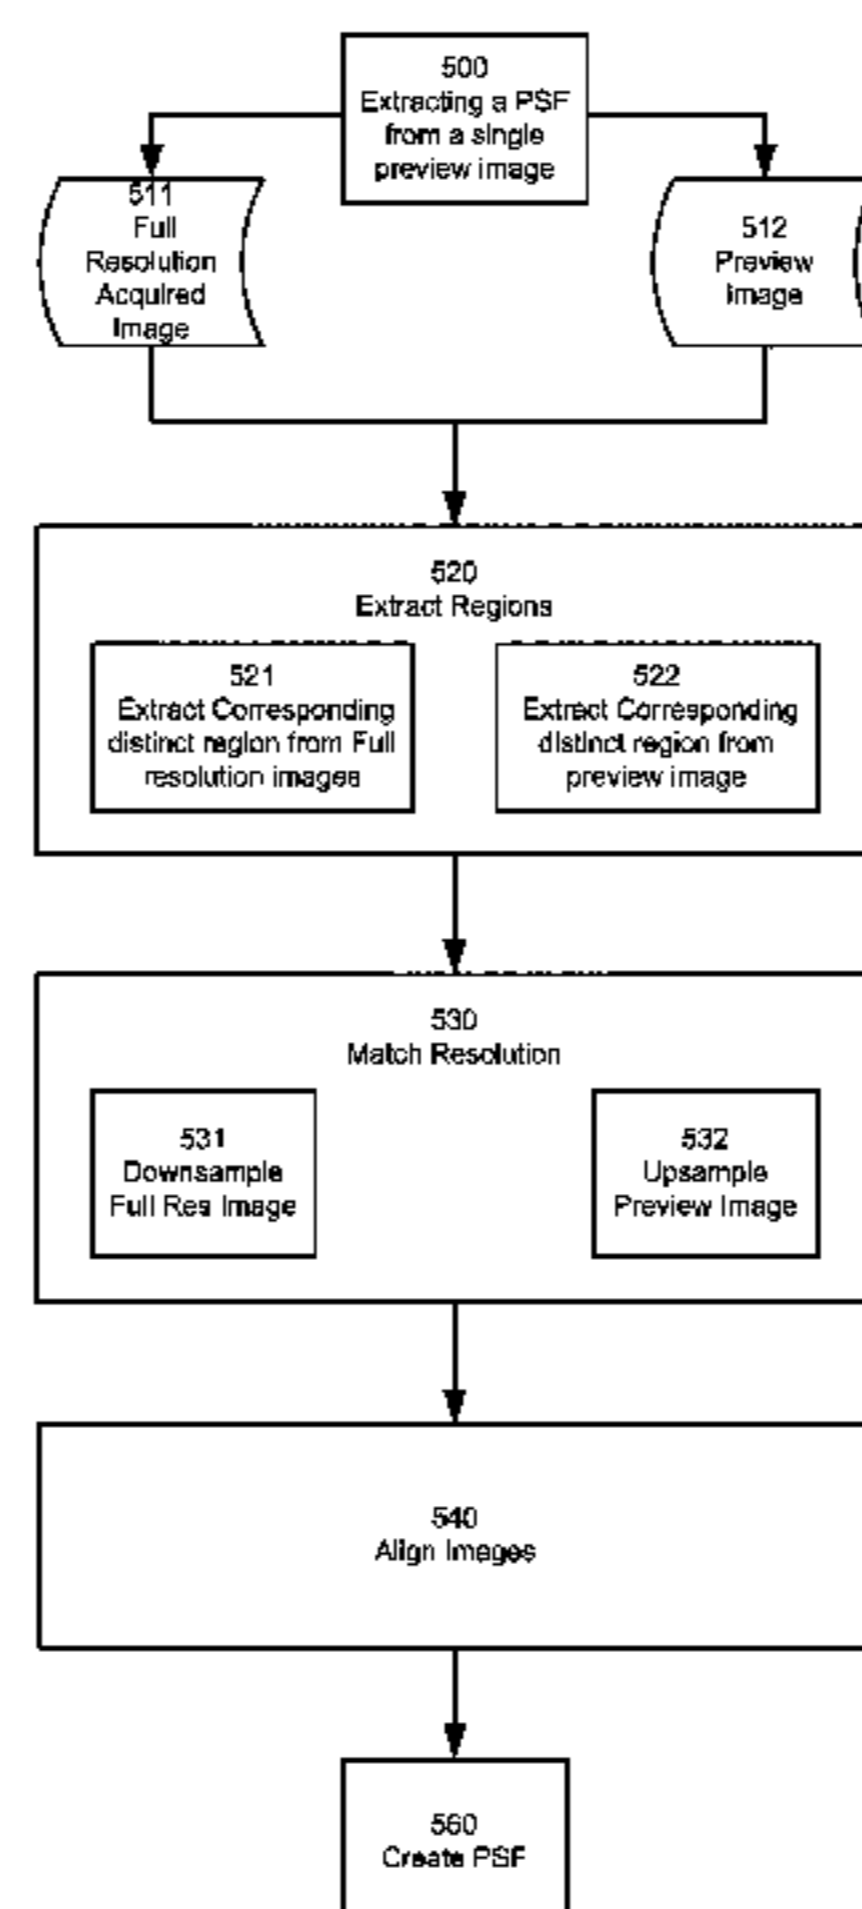 500
Extracting a PSF
from a single
preview image
511
Full
Resolution
Acquired
Image
512
Preview
Image
520
Extract Regions
521
Extract Corresponding
distinct region from Full
resolution images
522
Extract Corresponding
distinct region from
preview image
530
Match Resolution
531
Downsample
Full Res Image
532
Upsample
Preview Image
540
Align Images
560
Create PSF